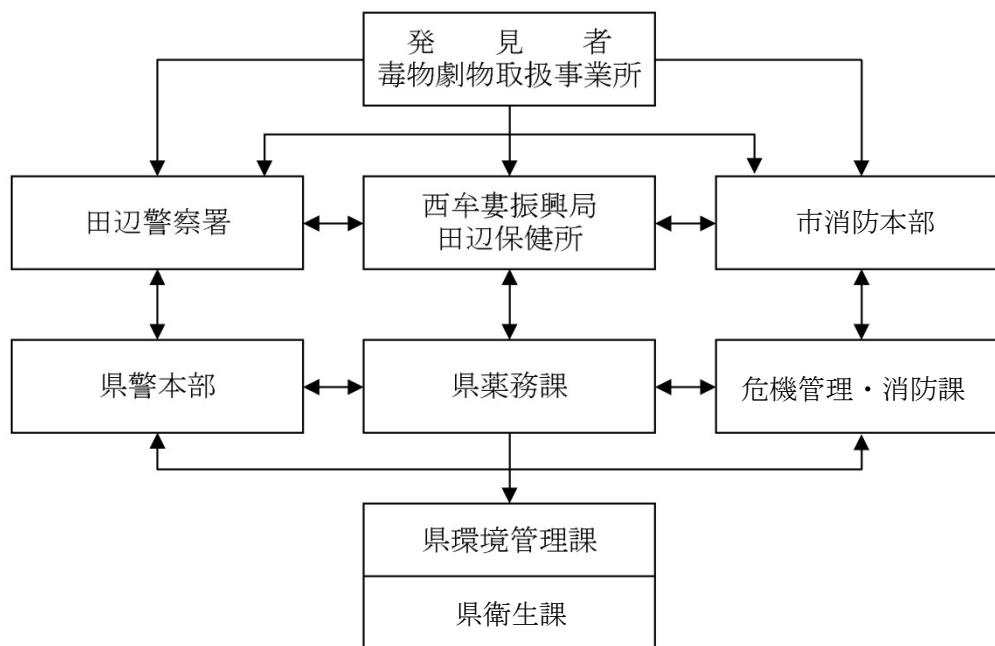 発見者
毒物劇物取扱事業所
田辺警察署
西牟婁振興局
田辺保健所
市消防本部
県警本部
県薬務課
危機管理・消防課
県環境管理課
県衛生課